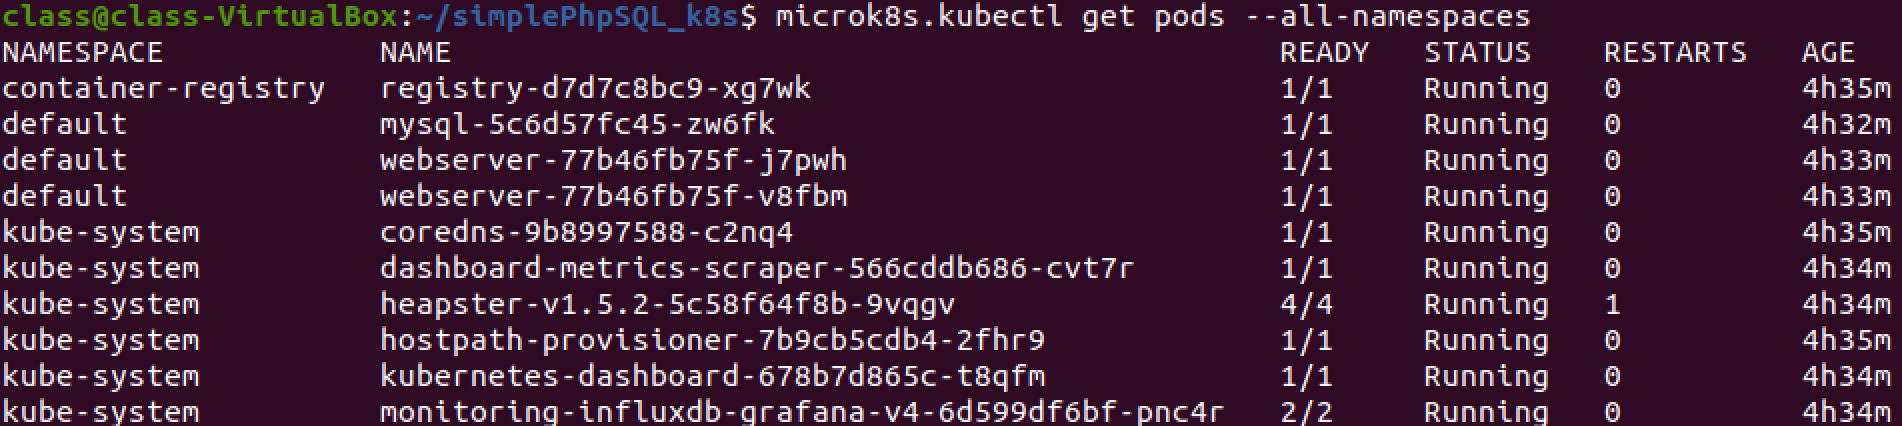 class@class-VirtualBox:~/simplePhpSQL_k8s$ microk8s.kubectl get pods --all-namespaces
NAMESPACE NAME READY STATUS RESTARTS AGE
container-registry registry-d7d7c8bc9-xg7wk 1/1 Running 0 4h35m
default mysql-5c6d57fc45-zw6fk 1/1 Running 0 4h32m
default webserver-77b46fb75f-j7pwh 1/1 Running 0 4h33m
default webserver-77b46fb75f-v8fbm 1/1 Running 0 4h33m
kube-system coredns-9b8997588-c2nq4 1/1 Running 0 4h35m
kube-system dashboard-metrics-scraper-566cddb686-cvt7r 1/1 Running 0 4h34m
kube-system heapster-v1.5.2-5c58f64f8b-9vqgv 4/4 Running 1 4h34m
kube-system hostpath-provisioner-7b9cb5cdb4-2fhr9 1/1 Running 0 4h35m
kube-system kubernetes-dashboard-678b7d865c-t8qfm 1/1 Running 0 4h34m
kube-system monitoring-influxdb-grafana-v4-6d599df6bf-pnc4r 2/2 Running 0 4h34m